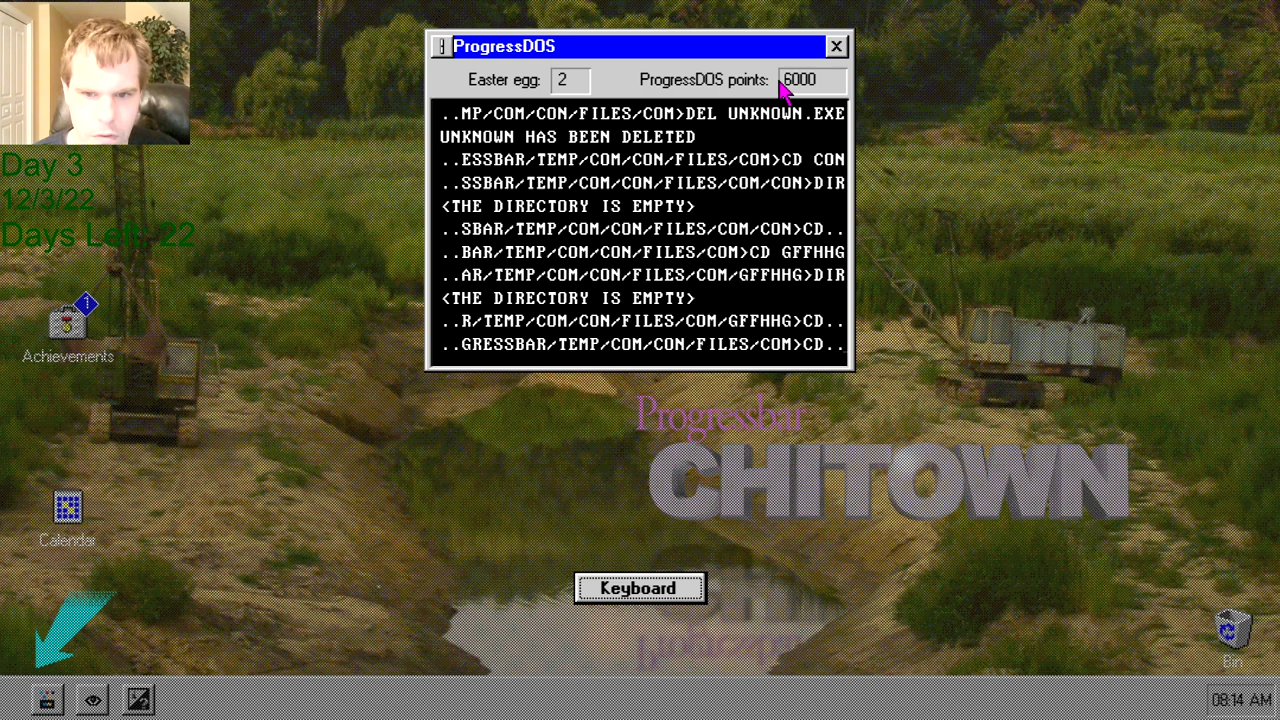 ProgressDOS
Easter egg: 2 ProgressDOS points: 6000
..MP/COM/CON/FILES/COM>DEL UNKNOWN.EXE
UNKNOWN HAS BEEN DELETED
..ESSBAR/TEMP/COM/CON/FILES/COM>CD CON
..SSBAR/TEMP/COM/CON/FILES/COM/CON>DIR
<THE DIRECTORY IS EMPTY>
..SBAR/TEMP/COM/CON/FILES/COM/CON>CD..
..BAR/TEMP/COM/CON/FILES/COM>CD GFFHHG
..AR/TEMP/COM/CON/FILES/COM/GFFHHG>DIR
<THE DIRECTORY IS EMPTY>
..R/TEMP/COM/CON/FILES/COM/GFFHHG>CD..
..GRESSBAR/TEMP/COM/CON/FILES/COM>CD..
Day 3
12/3/22
Days Left: 22
1
Achievements
Progressbar
CHITOWN
Calendar
Keyboard
Bin
08:14 AM